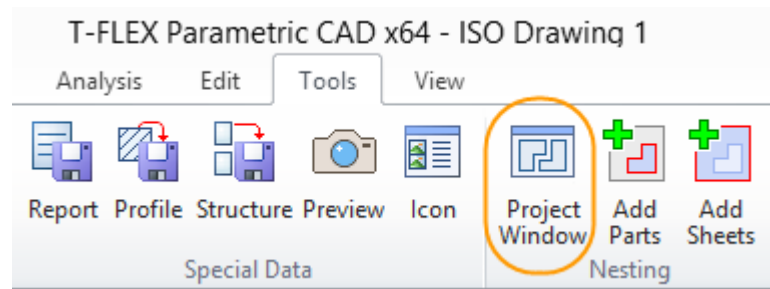 T-FLEX Parametric CAD x64 - ISO Drawing 1
Analysis Edit Tools View
Report Profile Structure Preview Icon Project Add Add
Window Parts Sheets
Special Data Nesting